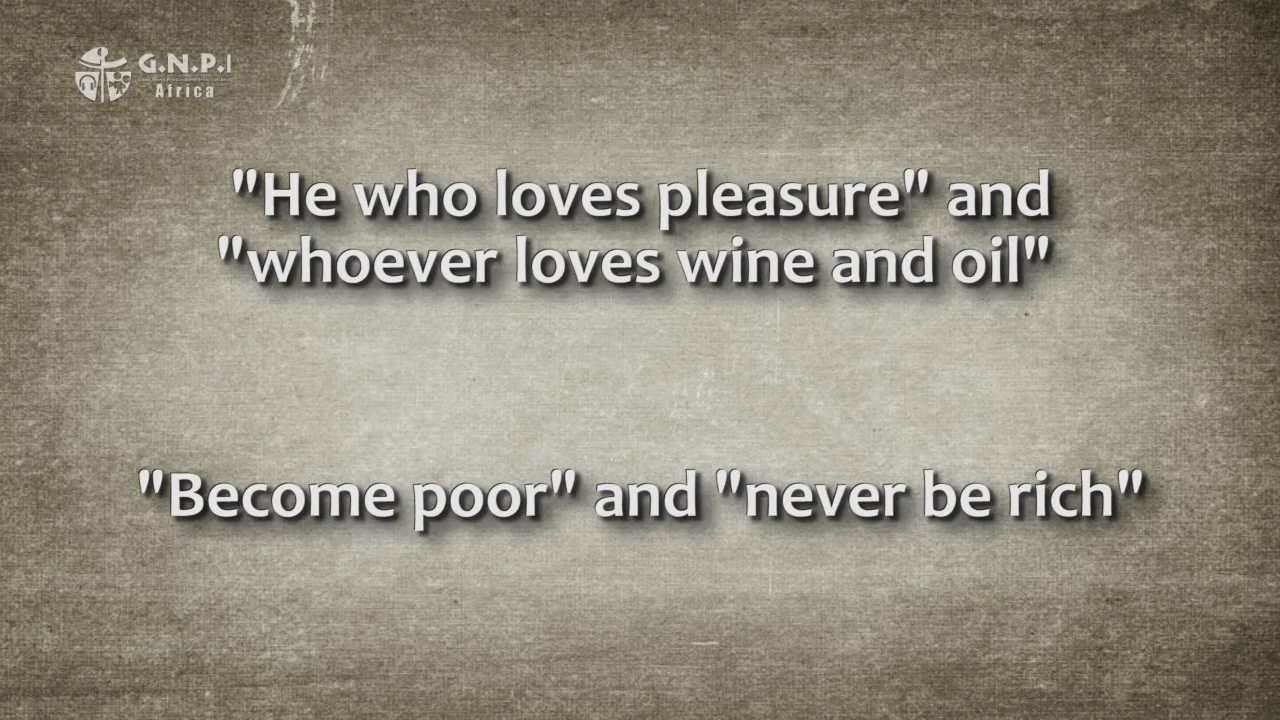 G.N.P.I
Africa
"He who loves pleasure" and
"whoever loves wine and oil"
"Become poor" and "never be rich"